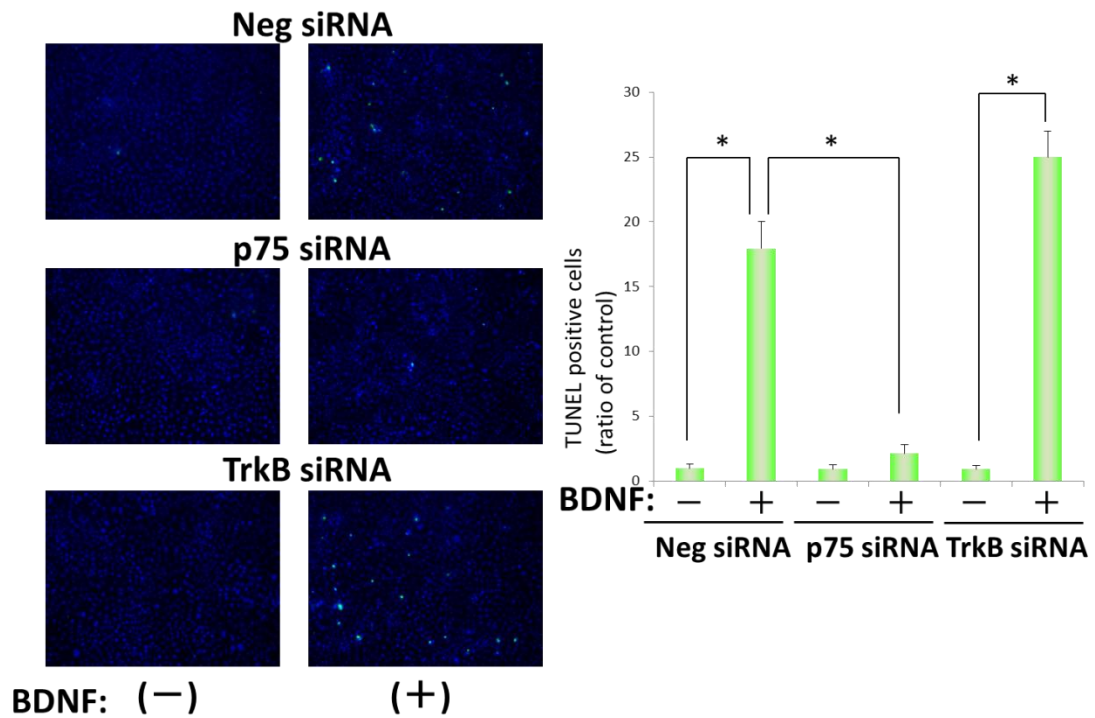 Neg siRNA
p75 siRNA
TrkB siRNA
BDNF: (−) (+)
TUNEL positive cells
(ratio of control)
30
25
20
15
10
5
0
*
*
*
BDNF: − + − + − +
Neg siRNA p75 siRNA TrkB siRNA